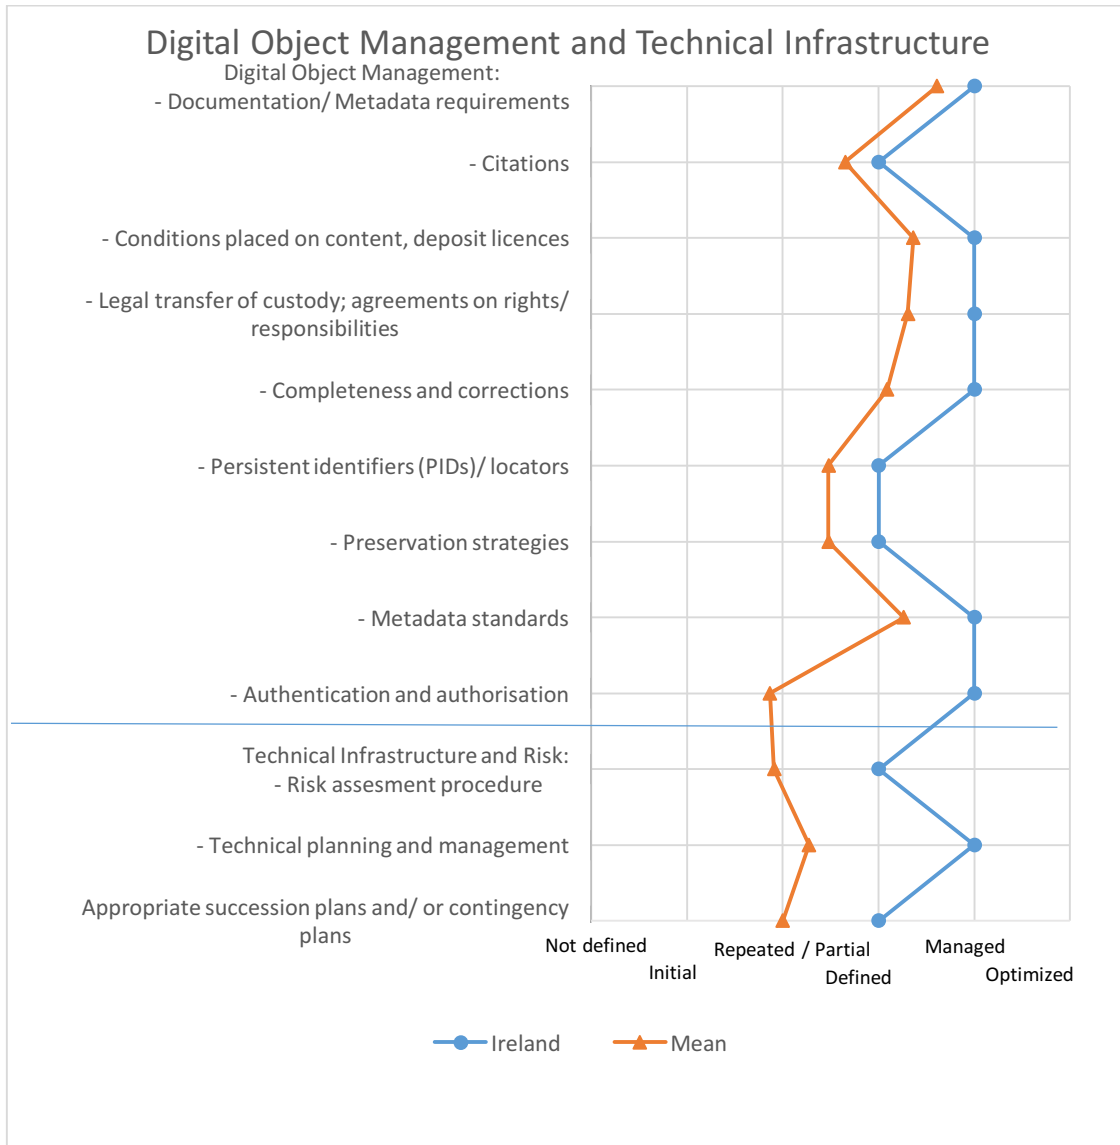 Digital Object Management and Technical Infrastructure
Digital Object Management:
- Documentation/ Metadata requirements
- Citations
- Conditions placed on content, deposit licences
- Legal transfer of custody; agreements on rights/
responsibilities
- Completeness and corrections
- Persistent identifiers (PIDs)/ locators
- Preservation strategies
- Metadata standards
- Authentication and authorisation
Technical Infrastructure and Risk:
- Risk assesment procedure
- Technical planning and management
Appropriate succession plans and/ or contingency
plans
Not defined
Initial
Repeated / Partial
Defined
Managed
Optimized
Ireland
Mean